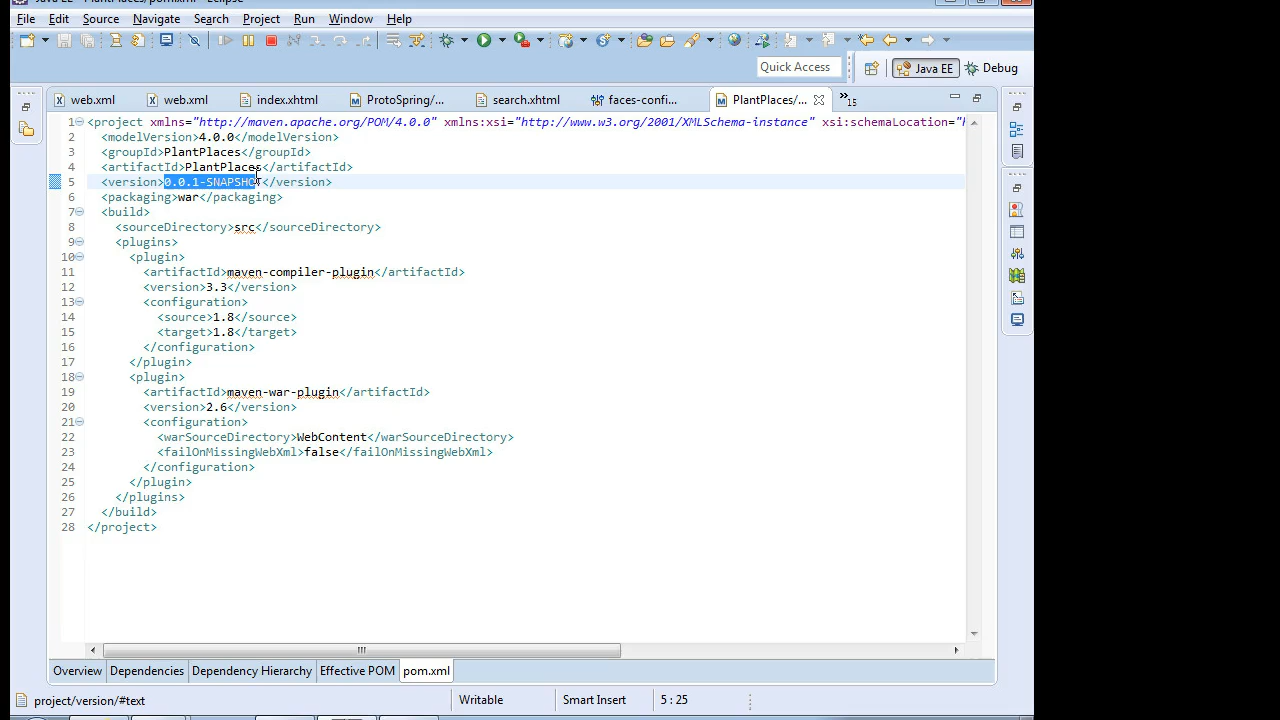 Java EE - PlantPlaces/pom.xml - Eclipse
File Edit Source Navigate Search Project Run Window Help
Quick Access Java EE Debug
web.xml web.xml index.xhtml ProtoSpring/... search.xhtml faces-confi... PlantPlaces/... »15
1 <project xmlns="http://maven.apache.org/POM/4.0.0" xmlns:xsi="http://www.w3.org/2001/XMLSchema-instance" xsi:schemaLocation="h
2 <modelVersion>4.0.0</modelVersion>
3 <groupId>PlantPlaces</groupId>
4 <artifactId>PlantPlaces</artifactId>
5 <version>0.0.1-SNAPSHOT</version>
6 <packaging>war</packaging>
7 <build>
8 <sourceDirectory>src</sourceDirectory>
9 <plugins>
10 <plugin>
11 <artifactId>maven-compiler-plugin</artifactId>
12 <version>3.3</version>
13 <configuration>
14 <source>1.8</source>
15 <target>1.8</target>
16 </configuration>
17 </plugin>
18 <plugin>
19 <artifactId>maven-war-plugin</artifactId>
20 <version>2.6</version>
21 <configuration>
22 <warSourceDirectory>WebContent</warSourceDirectory>
23 <failOnMissingWebXml>false</failOnMissingWebXml>
24 </configuration>
25 </plugin>
26 </plugins>
27 </build>
28 </project>
Overview Dependencies Dependency Hierarchy Effective POM pom.xml
project/version/#text Writable Smart Insert 5 : 25